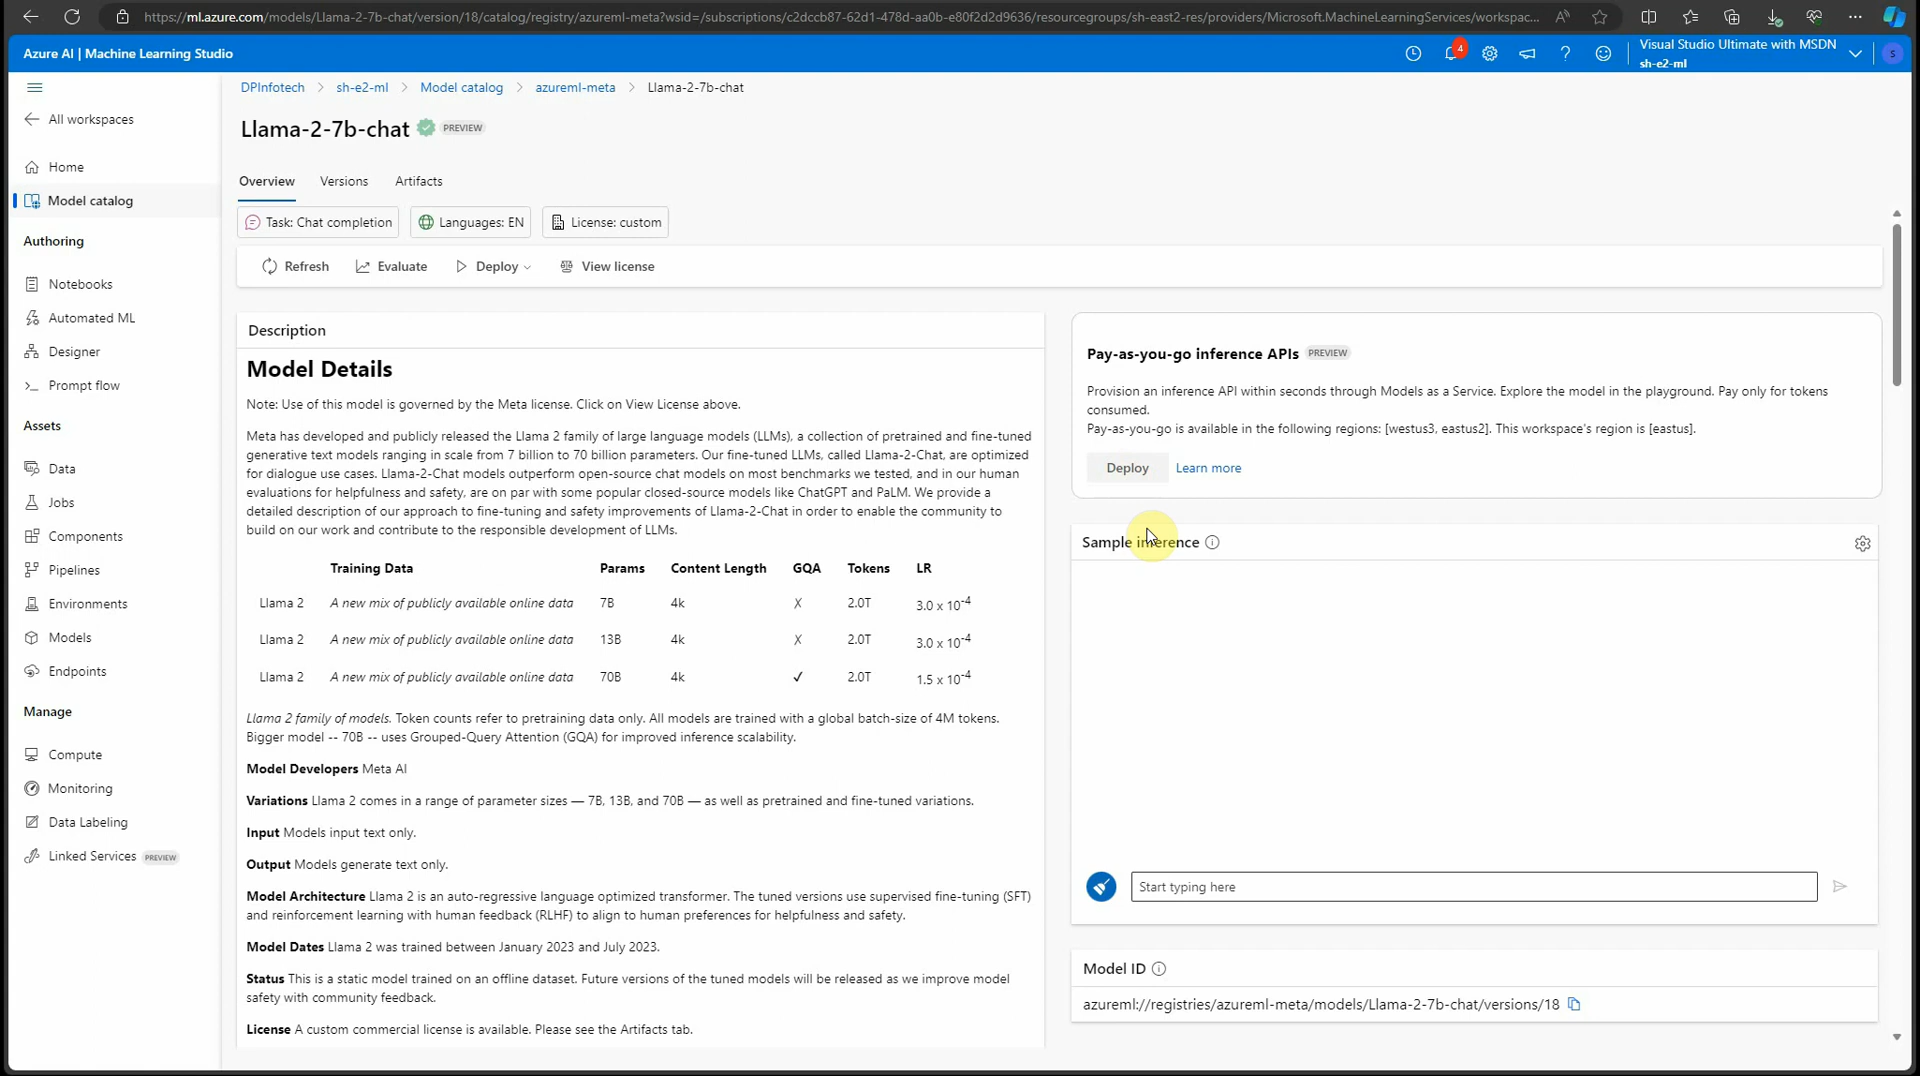 https://ml.azure.com/models/Llama-2-7b-chat/version/18/catalog/registry/azureml-meta?wsid=/subscriptions/c2dccb87-62d1-478d-aa0b-e80f2d2d9636/resourcegroups/sh-east2-res/providers/Microsoft.MachineLearningServices/workspac...
Azure AI | Machine Learning Studio
4
Visual Studio Ultimate with MSDN
sh-e2-ml
S
DPInfotech > sh-e2-ml > Model catalog > azureml-meta > Llama-2-7b-chat
All workspaces
Home
Model catalog
Authoring
Notebooks
Automated ML
Designer
Prompt flow
Assets
Data
Jobs
Components
Pipelines
Environments
Models
Endpoints
Manage
Compute
Monitoring
Data Labeling
Linked Services PREVIEW
Llama-2-7b-chat PREVIEW
Overview Versions Artifacts
Task: Chat completion Languages: EN License: custom
Refresh Evaluate Deploy View license
Description
Model Details
Note: Use of this model is governed by the Meta license. Click on View License above.
Meta has developed and publicly released the Llama 2 family of large language models (LLMs), a collection of pretrained and fine-tuned
generative text models ranging in scale from 7 billion to 70 billion parameters. Our fine-tuned LLMs, called Llama-2-Chat, are optimized
for dialogue use cases. Llama-2-Chat models outperform open-source chat models on most benchmarks we tested, and in our human
evaluations for helpfulness and safety, are on par with some popular closed-source models like ChatGPT and PaLM. We provide a
detailed description of our approach to fine-tuning and safety improvements of Llama-2-Chat in order to enable the community to
build on our work and contribute to the responsible development of LLMs.
Training Data Params Content Length GQA Tokens LR
Llama 2 A new mix of publicly available online data 7B 4k ✗ 2.0T 3.0 x 10⁻⁴
Llama 2 A new mix of publicly available online data 13B 4k ✗ 2.0T 3.0 x 10⁻⁴
Llama 2 A new mix of publicly available online data 70B 4k ✓ 2.0T 1.5 x 10⁻⁴
Llama 2 family of models. Token counts refer to pretraining data only. All models are trained with a global batch-size of 4M tokens.
Bigger model -- 70B -- uses Grouped-Query Attention (GQA) for improved inference scalability.
Model Developers Meta AI
Variations Llama 2 comes in a range of parameter sizes — 7B, 13B, and 70B — as well as pretrained and fine-tuned variations.
Input Models input text only.
Output Models generate text only.
Model Architecture Llama 2 is an auto-regressive language optimized transformer. The tuned versions use supervised fine-tuning (SFT)
and reinforcement learning with human feedback (RLHF) to align to human preferences for helpfulness and safety.
Model Dates Llama 2 was trained between January 2023 and July 2023.
Status This is a static model trained on an offline dataset. Future versions of the tuned models will be released as we improve model
safety with community feedback.
License A custom commercial license is available. Please see the Artifacts tab.
Pay-as-you-go inference APIs PREVIEW
Provision an inference API within seconds through Models as a Service. Explore the model in the playground. Pay only for tokens
consumed.
Pay-as-you-go is available in the following regions: [westus3, eastus2]. This workspace's region is [eastus].
Deploy Learn more
Sample inference
Start typing here
Model ID
azureml://registries/azureml-meta/models/Llama-2-7b-chat/versions/18